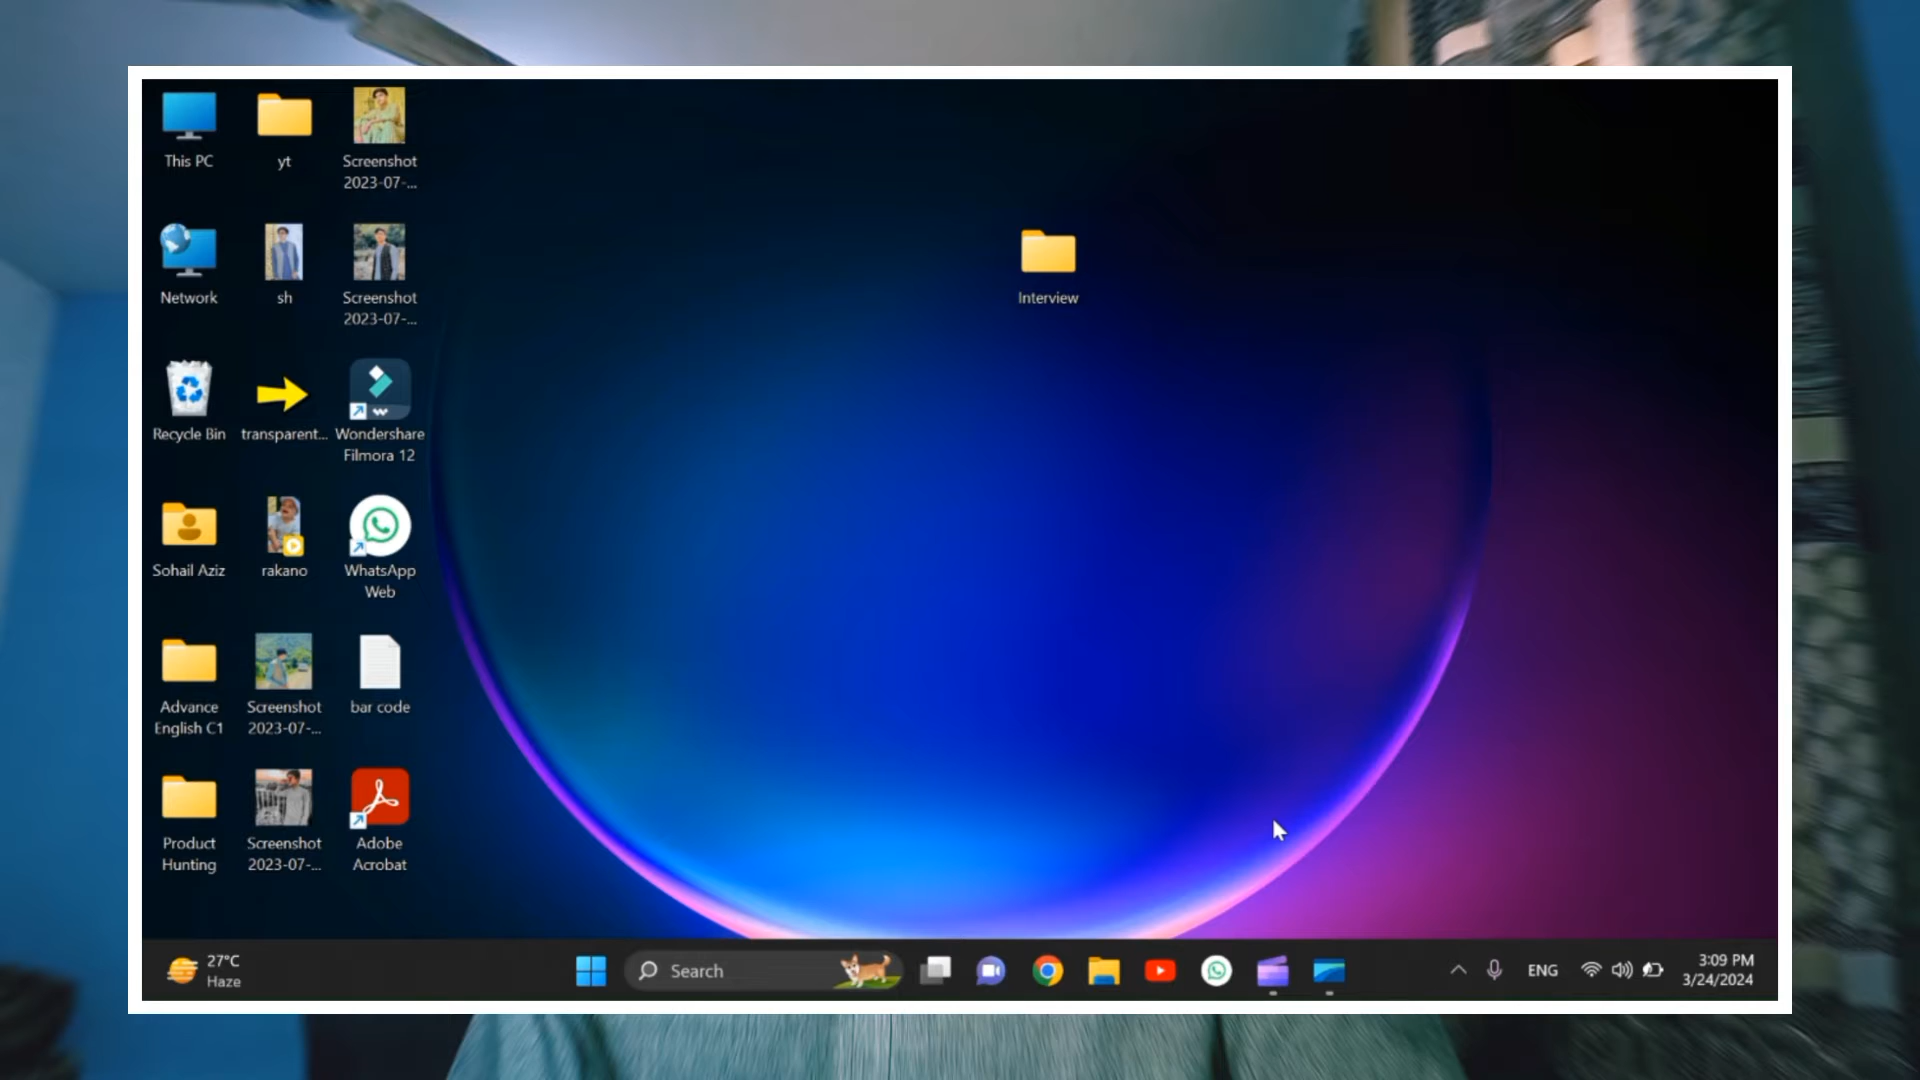 This PC
yt
Screenshot
2023-07-...
Network
sh
Screenshot
2023-07-...
Interview
Recycle Bin
transparent...
Wondershare
Filmora 12
Sohail Aziz
rakano
WhatsApp
Web
Advance
English C1
Screenshot
2023-07-...
bar code
Product
Hunting
Screenshot
2023-07-...
Adobe
Acrobat
27°C
Haze
Search
ENG
3:09 PM
3/24/2024